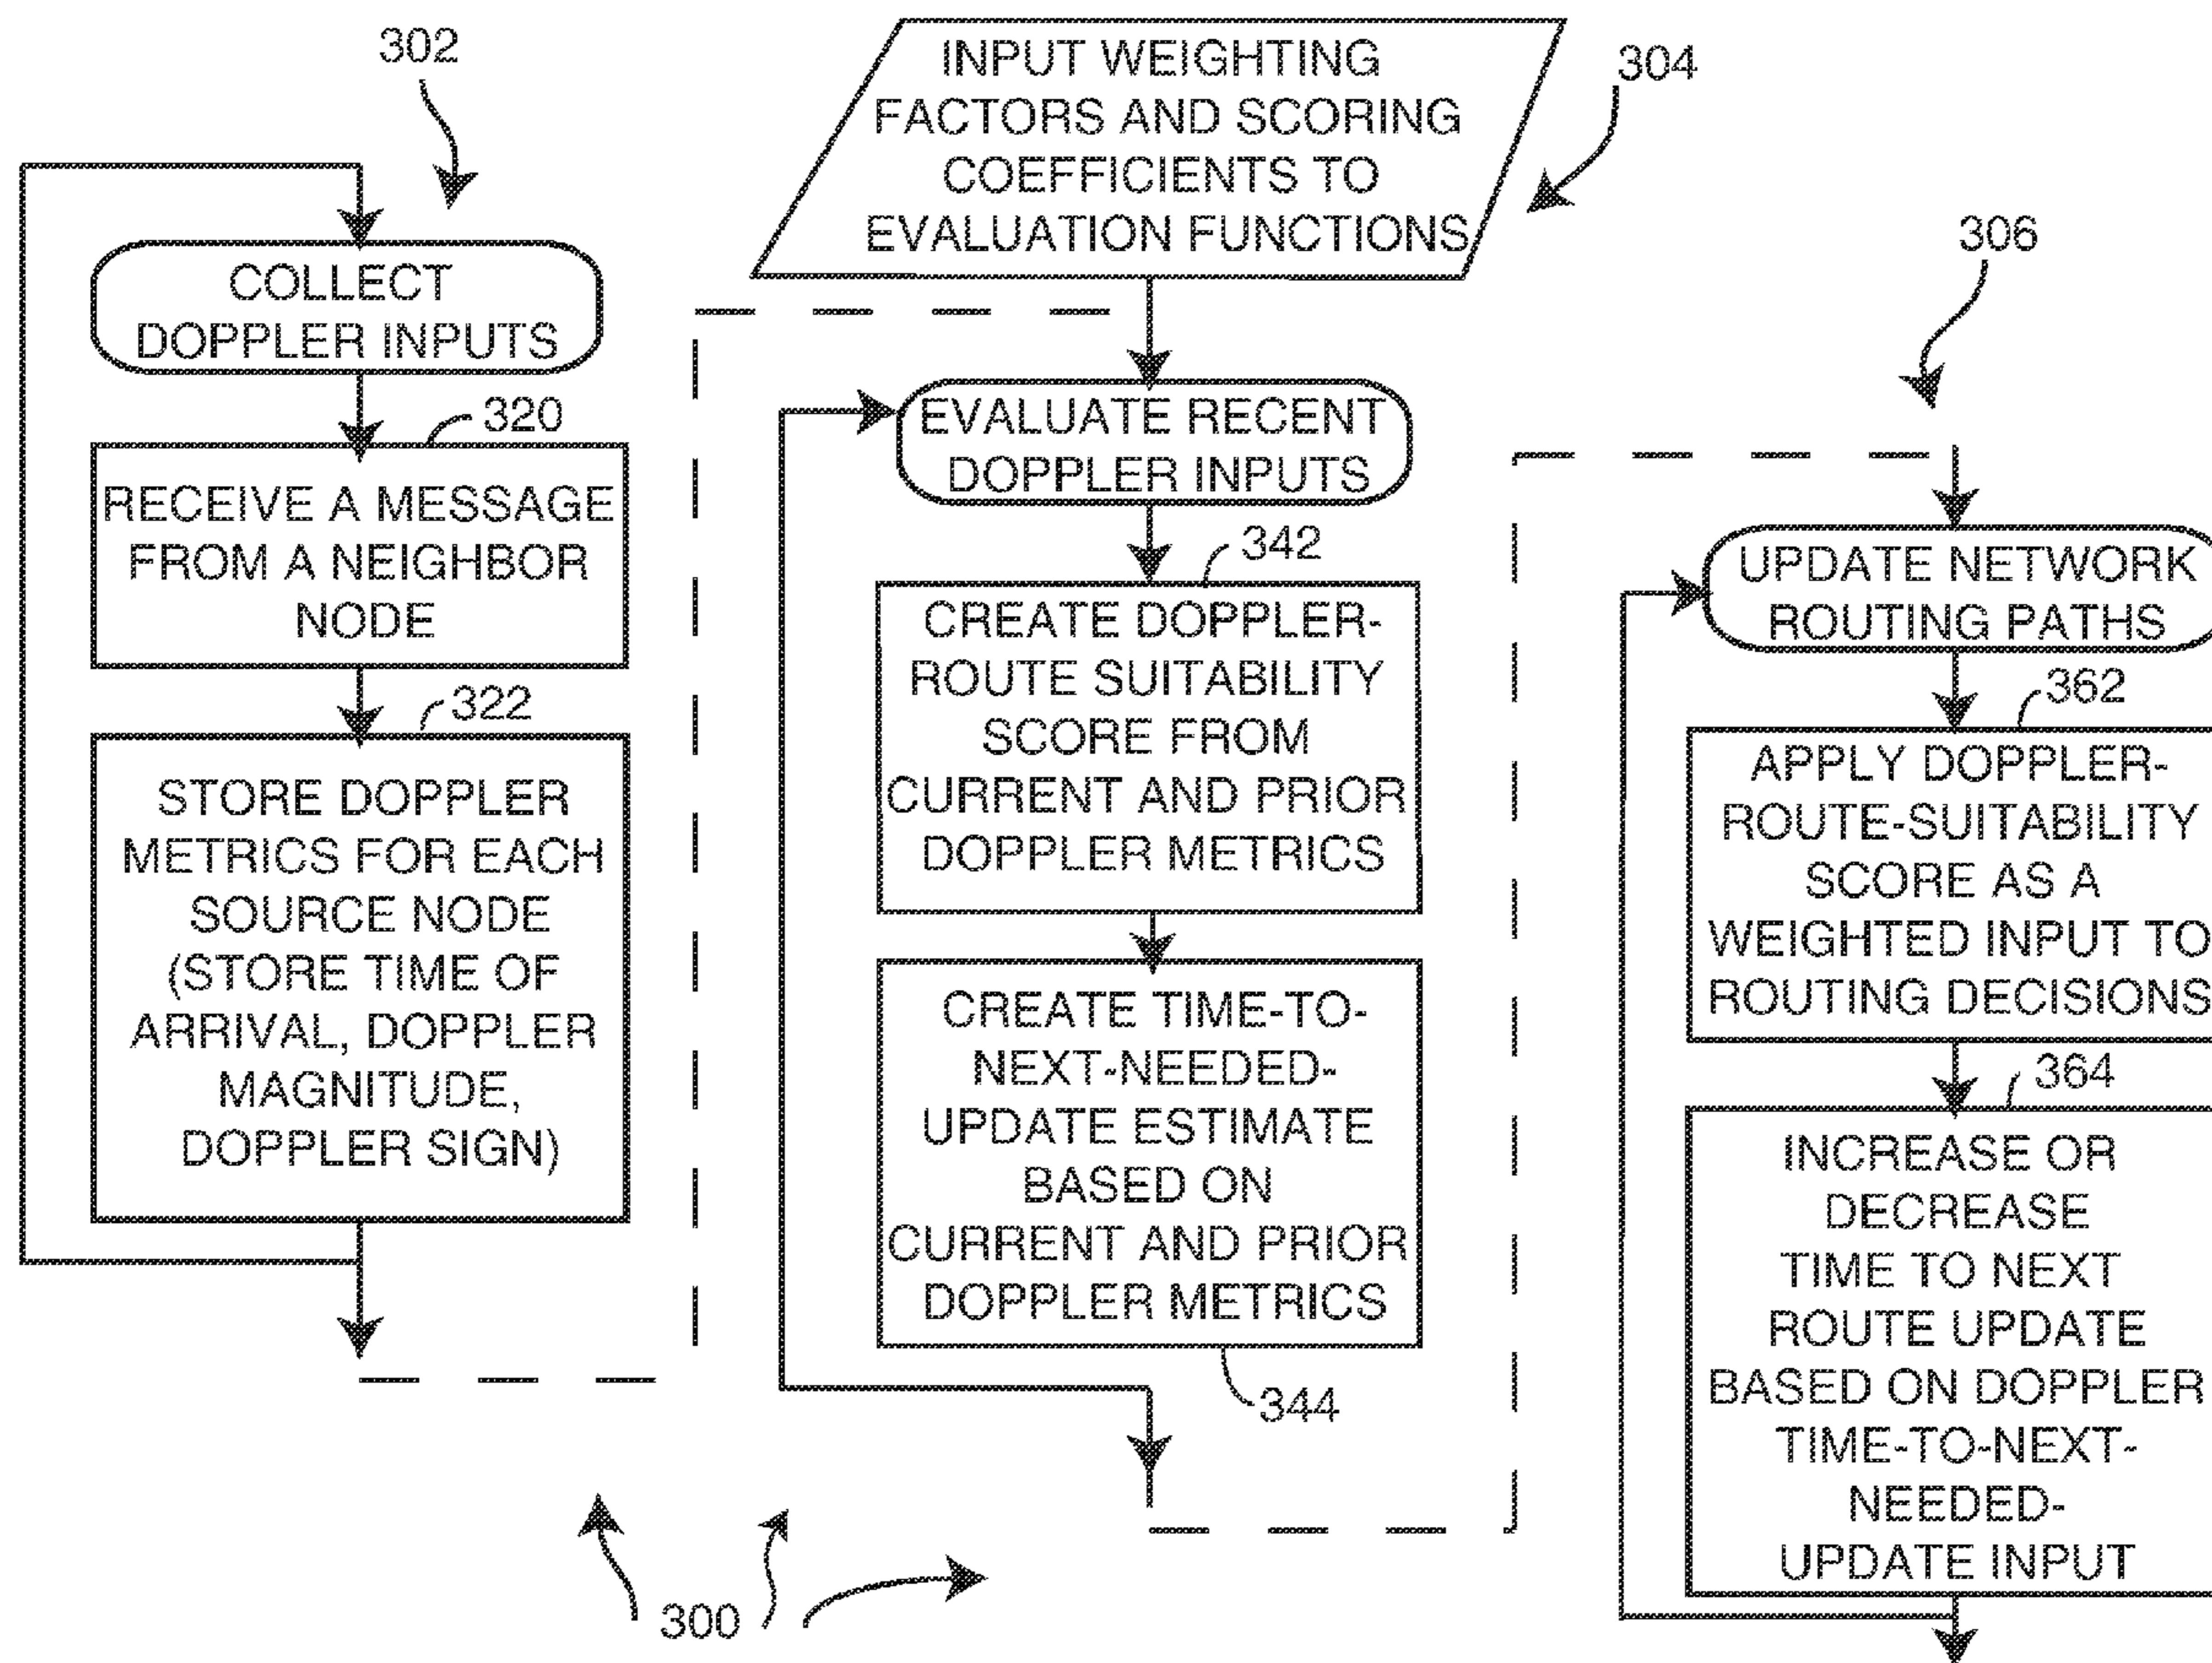 302
COLLECT
DOPPLER INPUTS
320
RECEIVE A MESSAGE
FROM A NEIGHBOR
NODE
322
STORE DOPPLER
METRICS FOR EACH
SOURCE NODE
(STORE TIME OF
ARRIVAL, DOPPLER
MAGNITUDE,
DOPPLER SIGN)
INPUT WEIGHTING
FACTORS AND SCORING
COEFFICIENTS TO
EVALUATION FUNCTIONS
304
EVALUATE RECENT
DOPPLER INPUTS
342
CREATE DOPPLER-
ROUTE SUITABILITY
SCORE FROM
CURRENT AND PRIOR
DOPPLER METRICS
CREATE TIME-TO-
NEXT-NEEDED-
UPDATE ESTIMATE
BASED ON
CURRENT AND PRIOR
DOPPLER METRICS
344
306
UPDATE NETWORK
ROUTING PATHS
362
APPLY DOPPLER-
ROUTE-SUITABILITY
SCORE AS A
WEIGHTED INPUT TO
ROUTING DECISIONS
364
INCREASE OR
DECREASE
TIME TO NEXT
ROUTE UPDATE
BASED ON DOPPLER
TIME-TO-NEXT-
NEEDED-
UPDATE INPUT
300